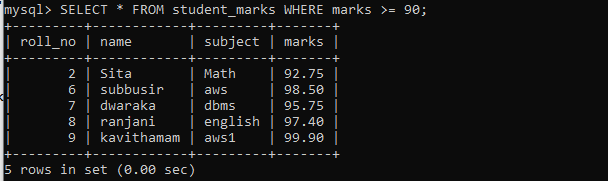 mysql> SELECT * FROM student_marks WHERE marks >= 90;
+---------+------------+---------+-------+
| roll_no | name       | subject | marks |
+---------+------------+---------+-------+
|       2 | Sita       | Math    | 92.75 |
|       6 | subbusir   | aws     | 98.50 |
|       7 | dwaraka    | dbms    | 95.75 |
|       8 | ranjani    | english | 97.40 |
|       9 | kavithamam | aws1    | 99.90 |
+---------+------------+---------+-------+
5 rows in set (0.00 sec)